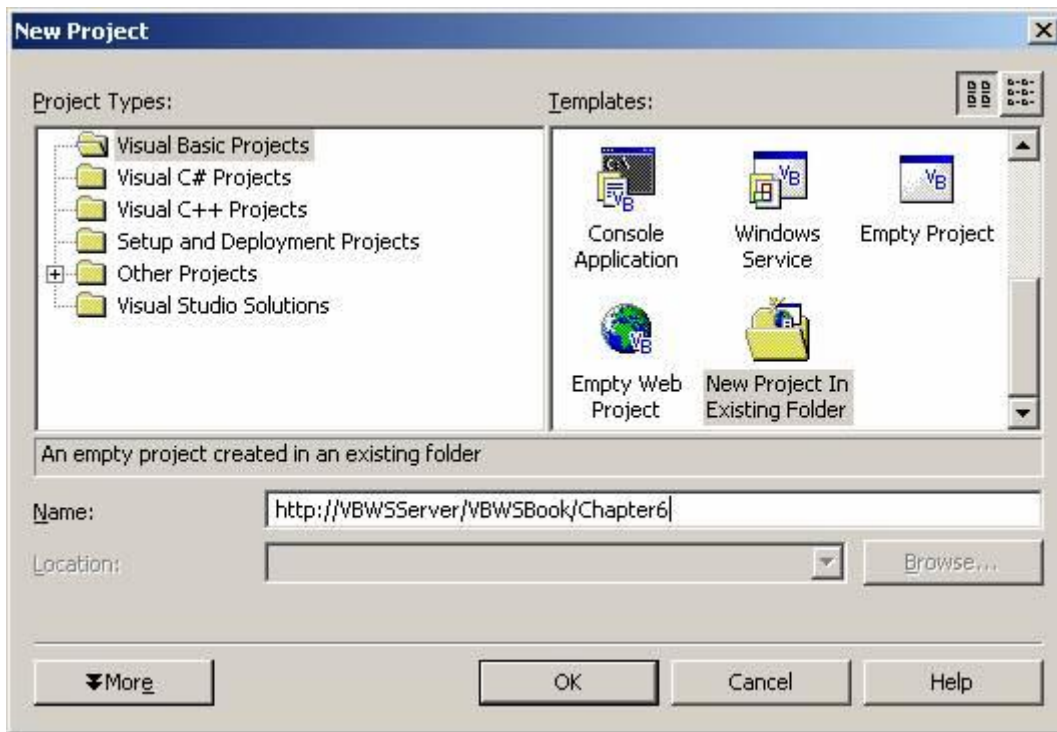 New Project
Project Types:
Templates:
Visual Basic Projects
Visual C# Projects
Visual C++ Projects
Setup and Deployment Projects
Other Projects
Visual Studio Solutions
Console
Application
Windows
Service
Empty Project
Empty Web
Project
New Project In
Existing Folder
An empty project created in an existing folder
Name:
http://VBWSServer/VBWSBook/Chapter6
Location:
Browse...
More
OK
Cancel
Help